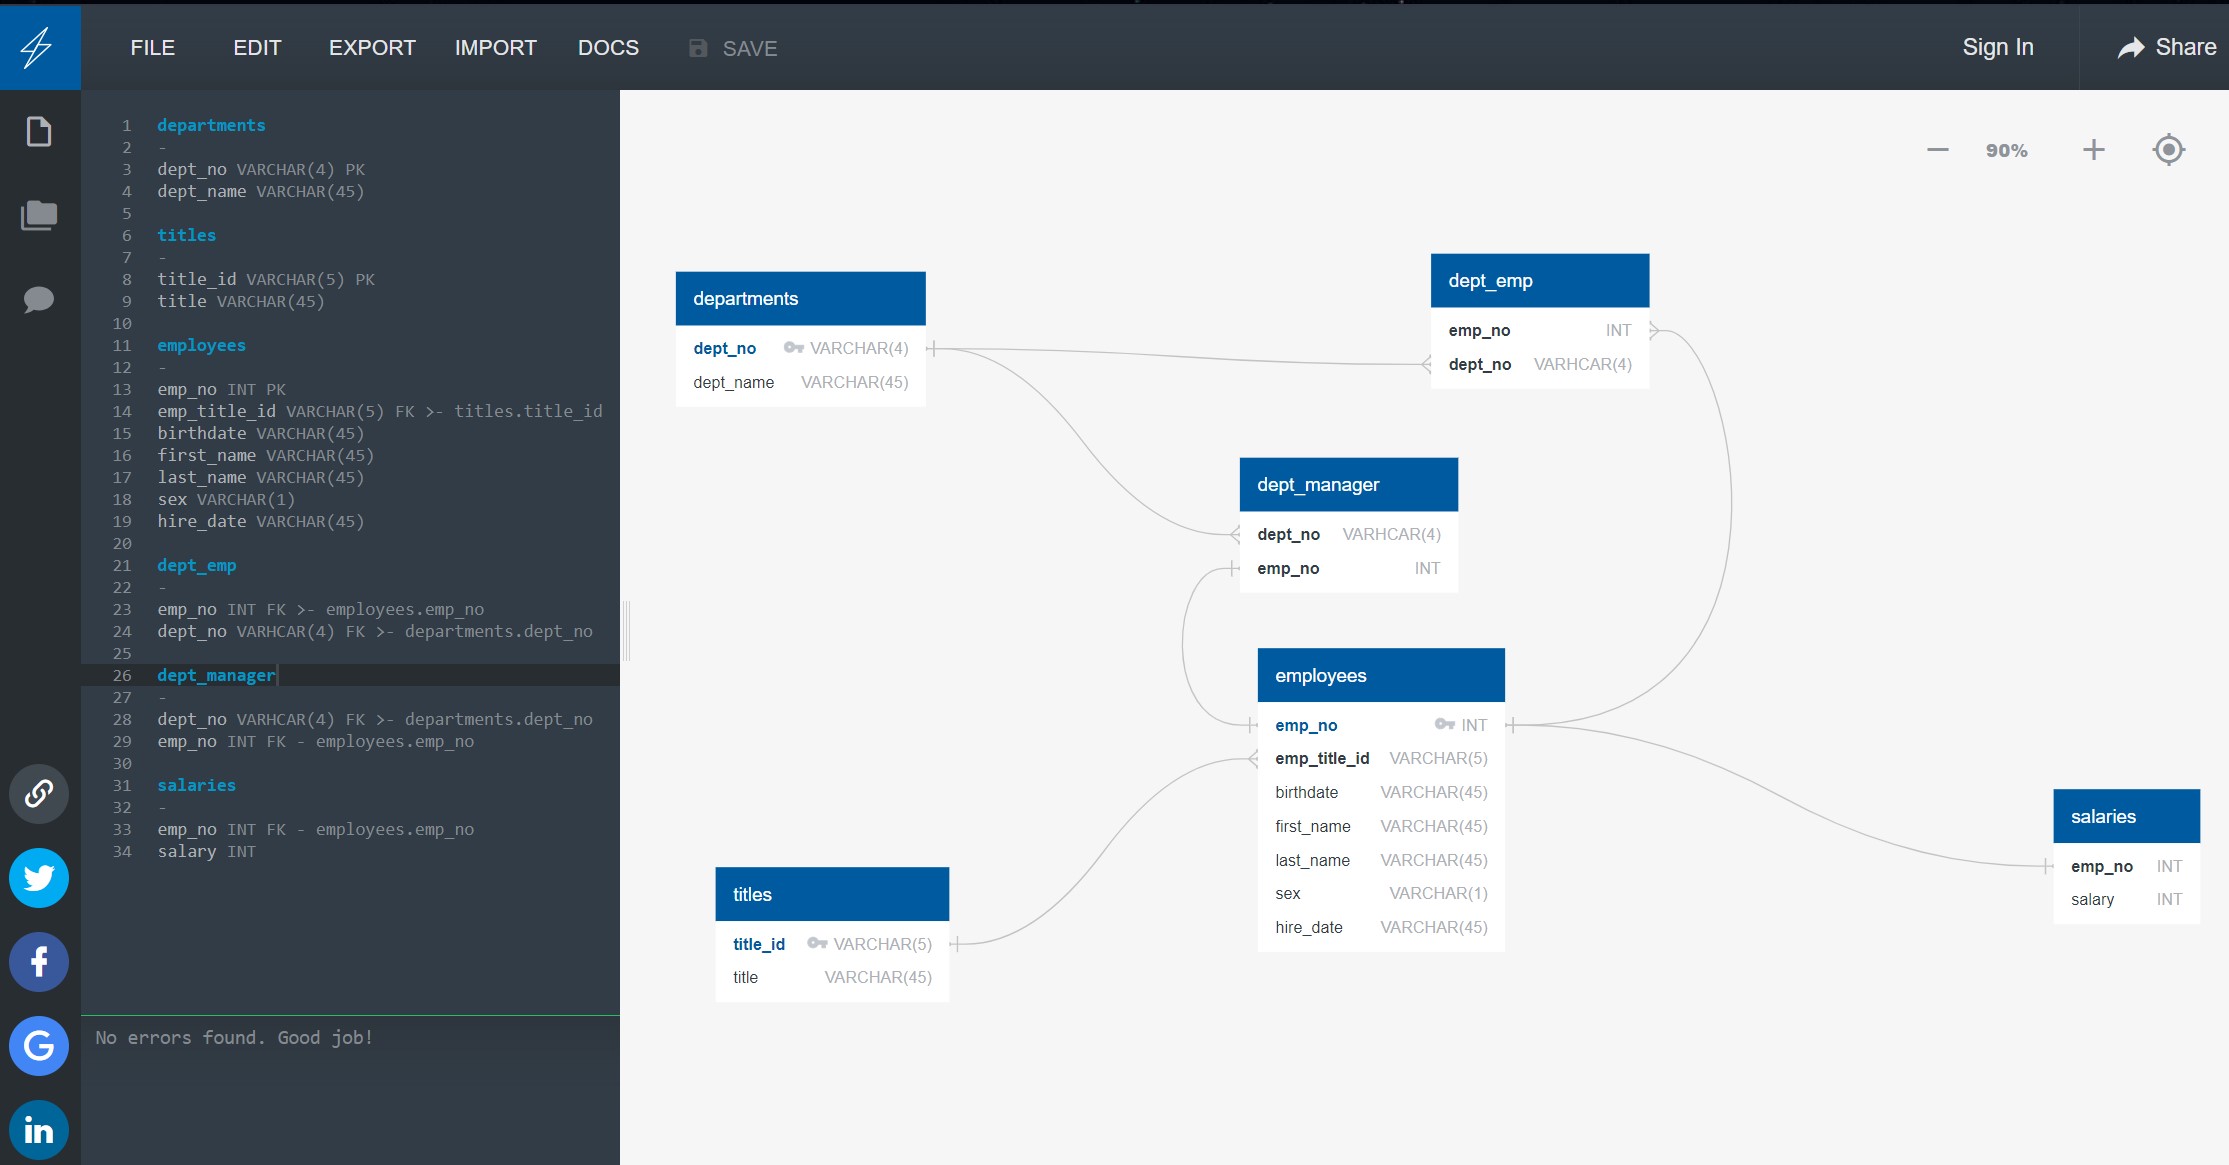 FILE EDIT EXPORT IMPORT DOCS SAVE Sign In Share
1 departments
2 -
3 dept_no VARCHAR(4) PK
4 dept_name VARCHAR(45)
5
6 titles
7 -
8 title_id VARCHAR(5) PK
9 title VARCHAR(45)
10
11 employees
12 -
13 emp_no INT PK
14 emp_title_id VARCHAR(5) FK >- titles.title_id
15 birthdate VARCHAR(45)
16 first_name VARCHAR(45)
17 last_name VARCHAR(45)
18 sex VARCHAR(1)
19 hire_date VARCHAR(45)
20
21 dept_emp
22 -
23 emp_no INT FK >- employees.emp_no
24 dept_no VARHCAR(4) FK >- departments.dept_no
25
26 dept_manager
27 -
28 dept_no VARHCAR(4) FK >- departments.dept_no
29 emp_no INT FK - employees.emp_no
30
31 salaries
32 -
33 emp_no INT FK - employees.emp_no
34 salary INT
No errors found. Good job!
90%
departments
dept_no VARCHAR(4)
dept_name VARCHAR(45)
dept_emp
emp_no INT
dept_no VARHCAR(4)
dept_manager
dept_no VARHCAR(4)
emp_no INT
employees
emp_no INT
emp_title_id VARCHAR(5)
birthdate VARCHAR(45)
first_name VARCHAR(45)
last_name VARCHAR(45)
sex VARCHAR(1)
hire_date VARCHAR(45)
salaries
emp_no INT
salary INT
titles
title_id VARCHAR(5)
title VARCHAR(45)
f
G
in